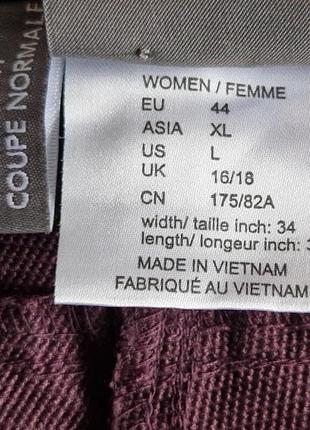 COUPE NORMALE
WOMEN / FEMME
EU 44
ASIA XL
US L
UK 16/18
CN 175/82A
width/ taille inch: 34
length/ longeur inch:
MADE IN VIETNAM
FABRIQUÉ AU VIETNAM